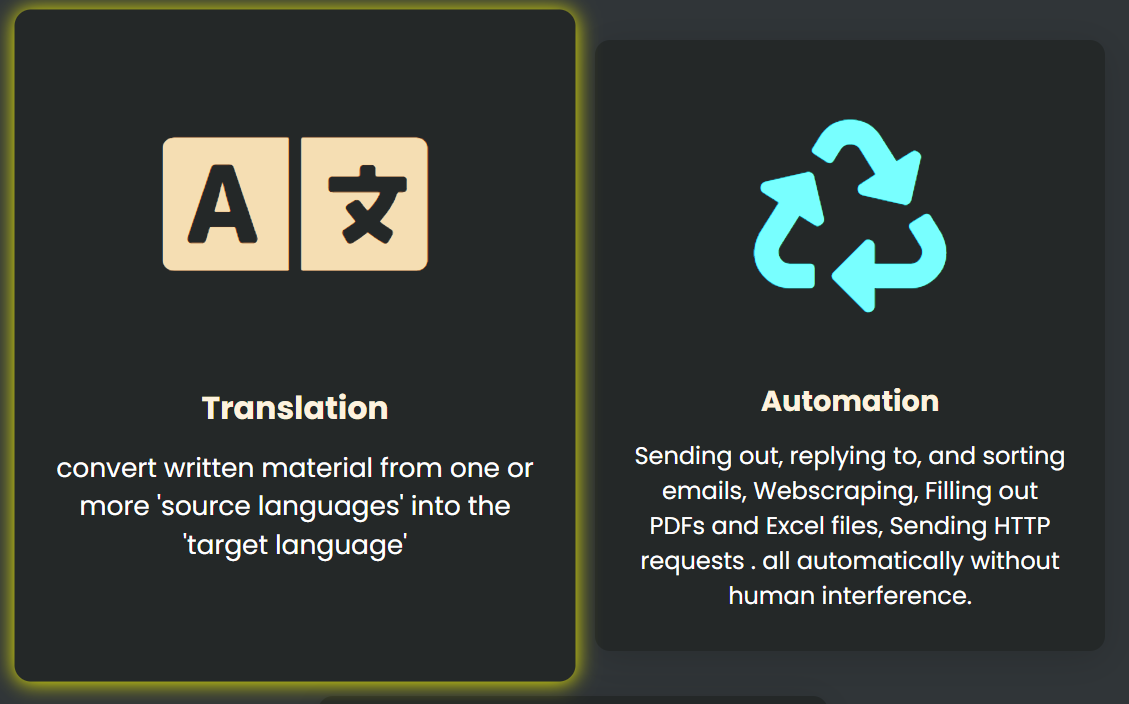 A 文
Translation
convert written material from one or
more 'source languages' into the
'target language'
Automation
Sending out, replying to, and sorting
emails, Webscraping, Filling out
PDFs and Excel files, Sending HTTP
requests . all automatically without
human interference.